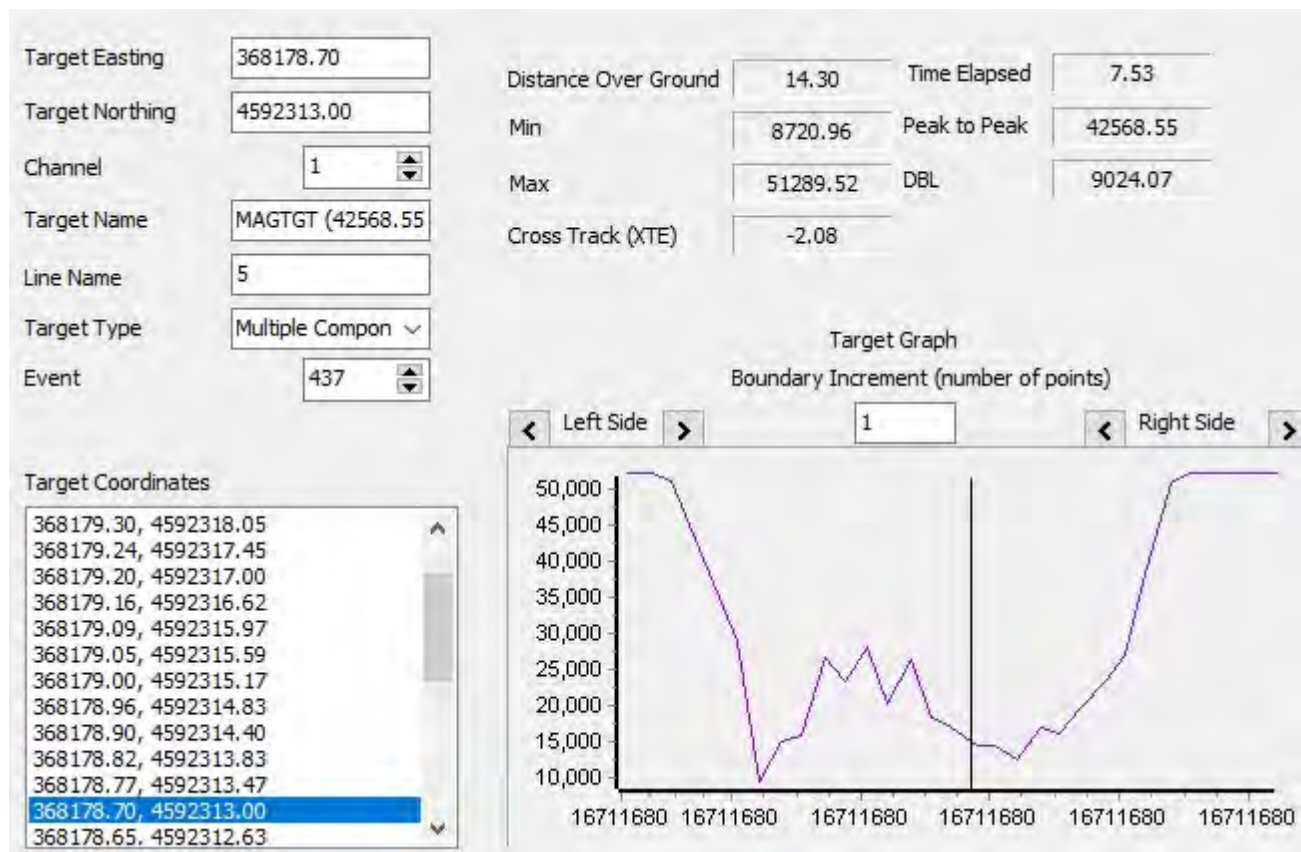 Target Easting 368178.70
Target Northing 4592313.00
Channel 1
Target Name MAGTGT (42568.55
Line Name 5
Target Type Multiple Compon
Event 437
Distance Over Ground 14.30 Time Elapsed 7.53
Min 8720.96 Peak to Peak 42568.55
Max 51289.52 DBL 9024.07
Cross Track (XTE) -2.08
Target Coordinates
368179.30, 4592318.05
368179.24, 4592317.45
368179.20, 4592317.00
368179.16, 4592316.62
368179.09, 4592315.97
368179.05, 4592315.59
368179.00, 4592315.17
368178.96, 4592314.83
368178.90, 4592314.40
368178.82, 4592313.83
368178.77, 4592313.47
368178.70, 4592313.00
368178.65, 4592312.63
Target Graph
Boundary Increment (number of points)
< Left Side > 1 < Right Side >
50,000
45,000
40,000
35,000
30,000
25,000
20,000
15,000
10,000
16711680 16711680 16711680 16711680 16711680 16711680